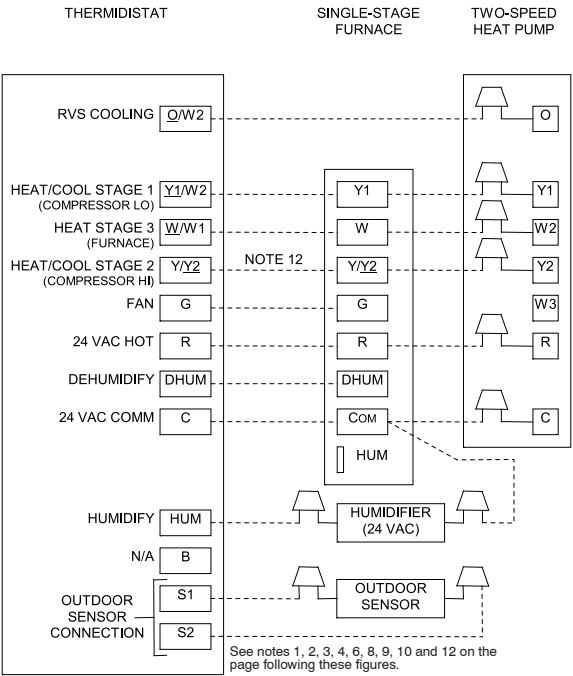 THERMIDISTAT SINGLE-STAGE FURNACE TWO-SPEED HEAT PUMP
RVS COOLING O/W2 O
HEAT/COOL STAGE 1 Y1/W2 Y1 Y1
(COMPRESSOR LO)
HEAT STAGE 3 W/W1 W W2
(FURNACE)
HEAT/COOL STAGE 2 Y/Y2 NOTE 12 Y/Y2 Y2
(COMPRESSOR HI)
FAN G G W3
24 VAC HOT R R R
DEHUMIDIFY DHUM DHUM
24 VAC COMM C COM C
HUM
HUMIDIFY HUM HUMIDIFIER
(24 VAC)
N/A B
OUTDOOR SENSOR CONNECTION S1 OUTDOOR SENSOR
S2
See notes 1, 2, 3, 4, 6, 8, 9, 10 and 12 on the
page following these figures.